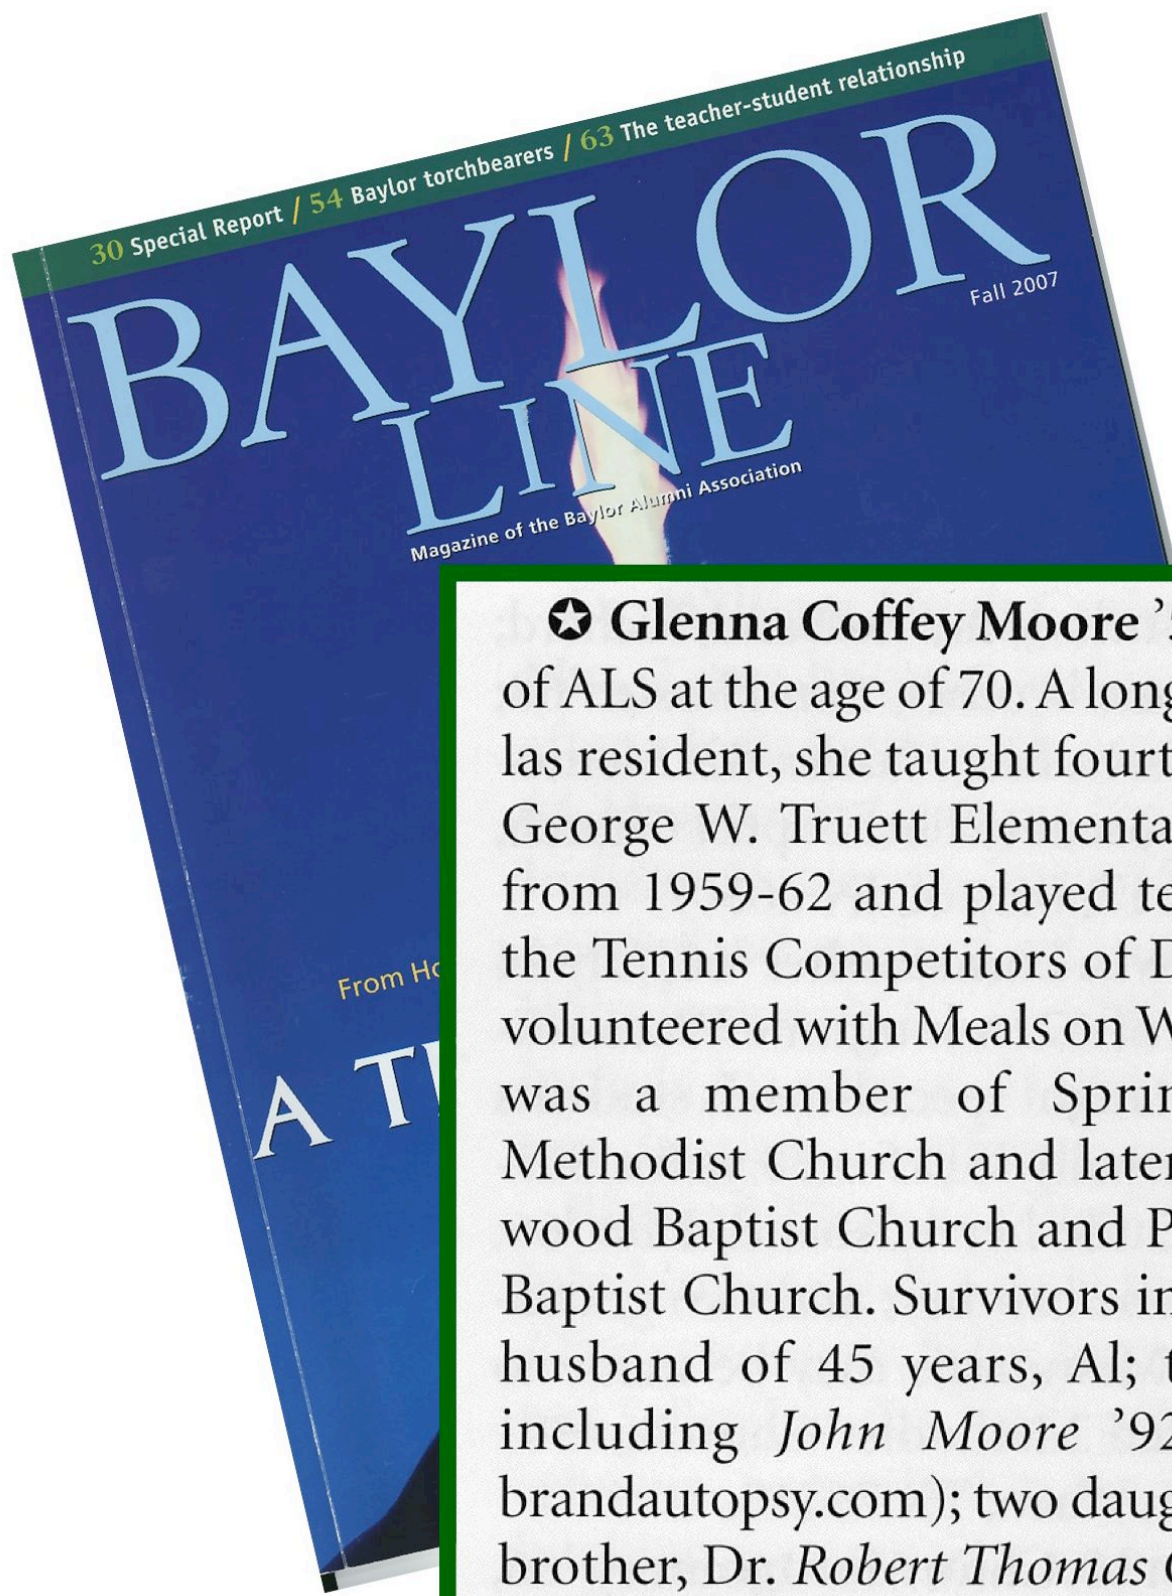 30 Special Report / 54 Baylor torchbearers / 63 The teacher-student relationship
BAYLOR
LINE
Fall 2007
Magazine of the Baylor Alumni Association
From
A
✪ Glenna Coffey Moore
of ALS at the age of 70. A long
las resident, she taught fourt
George W. Truett Elementa
from 1959-62 and played te
the Tennis Competitors of D
volunteered with Meals on W
was a member of Sprin
Methodist Church and later
wood Baptist Church and P
Baptist Church. Survivors in
husband of 45 years, Al; t
including John Moore ’92
brandautopsy.com); two daug
brother, Dr. Robert Thomas